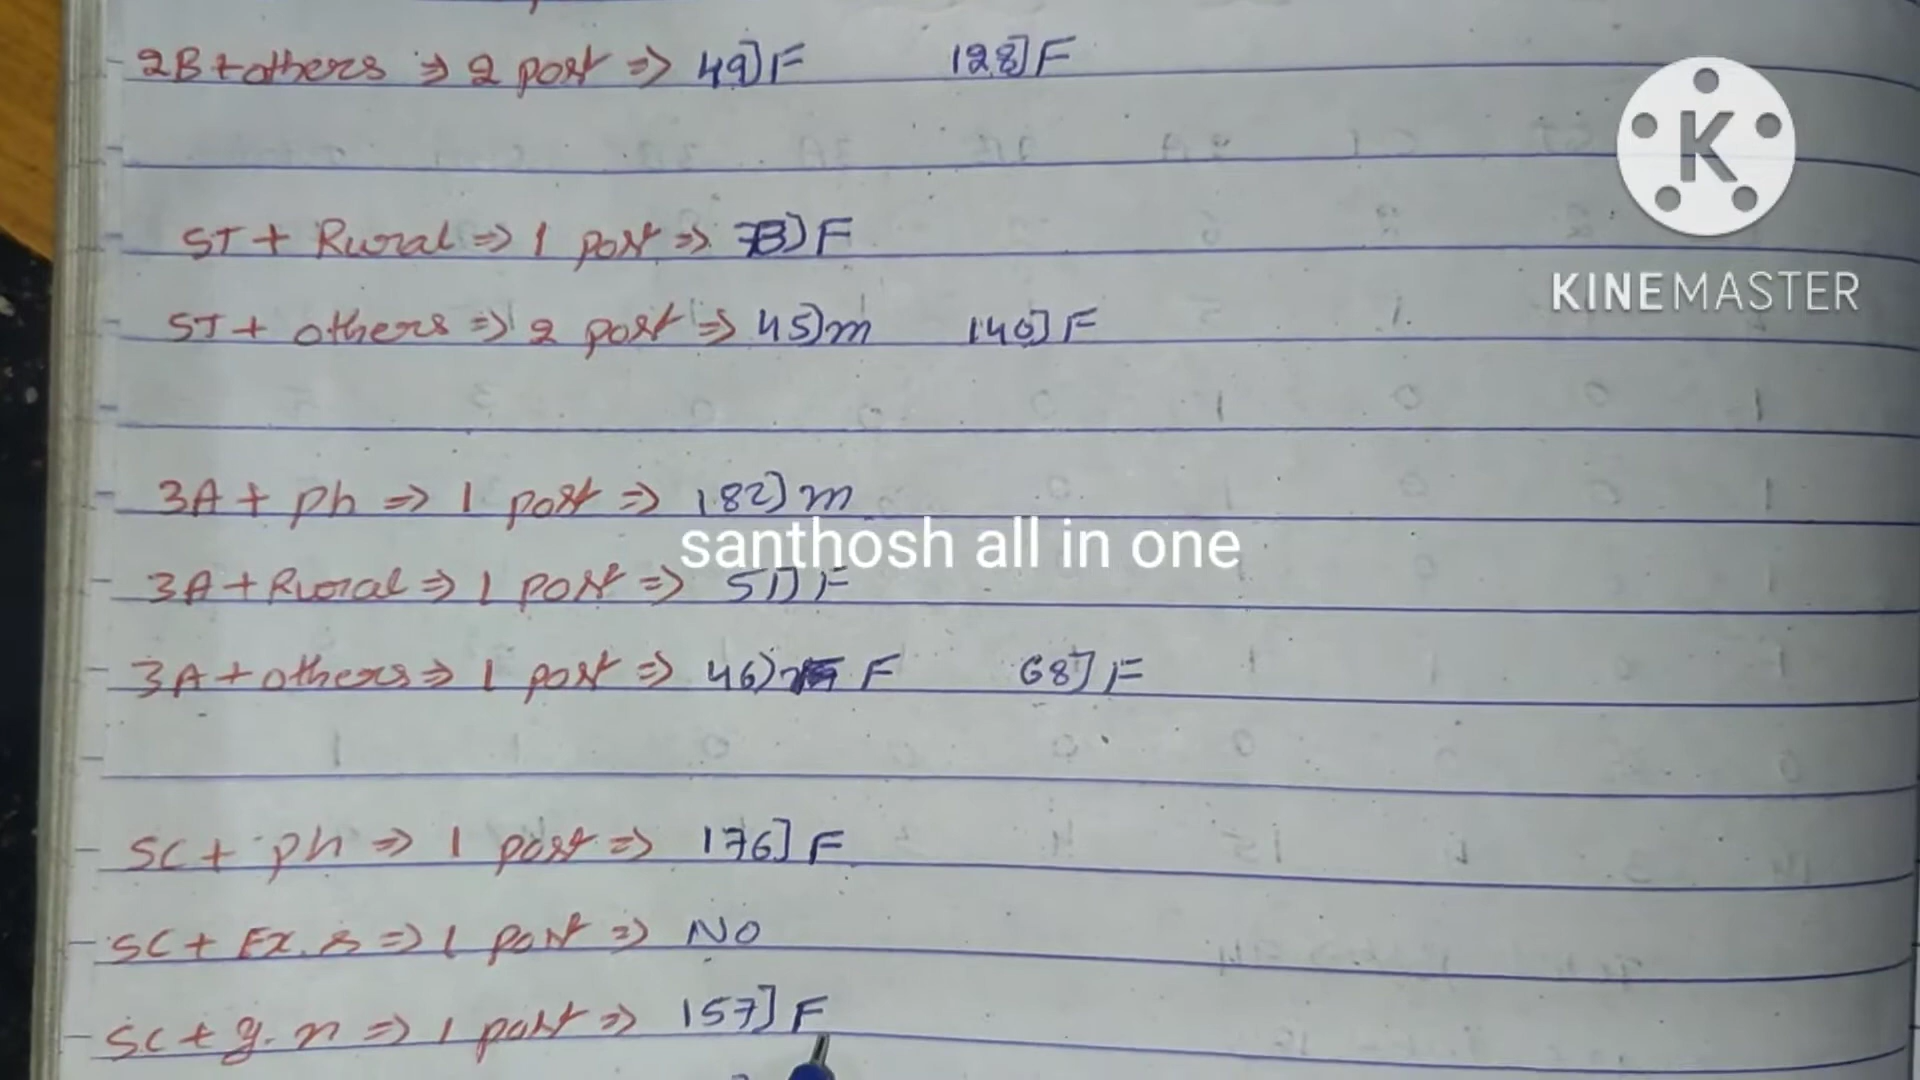 2B+others => 2 post => 49]F 128]F
K
ST + Rural => 1 post => 73)F
KINEMASTER
ST + others => 2 post => 45)m 140]F
3A + ph => 1 post => 182)m
santhosh all in one
3A+Rural => 1 post => 51]F
3A+others => 1 post => 46) F 68]F
SC + ph => 1 post => 176] F
SC + Ex.s => 1 post => NO
SC + g.n => 1 post => 157] F